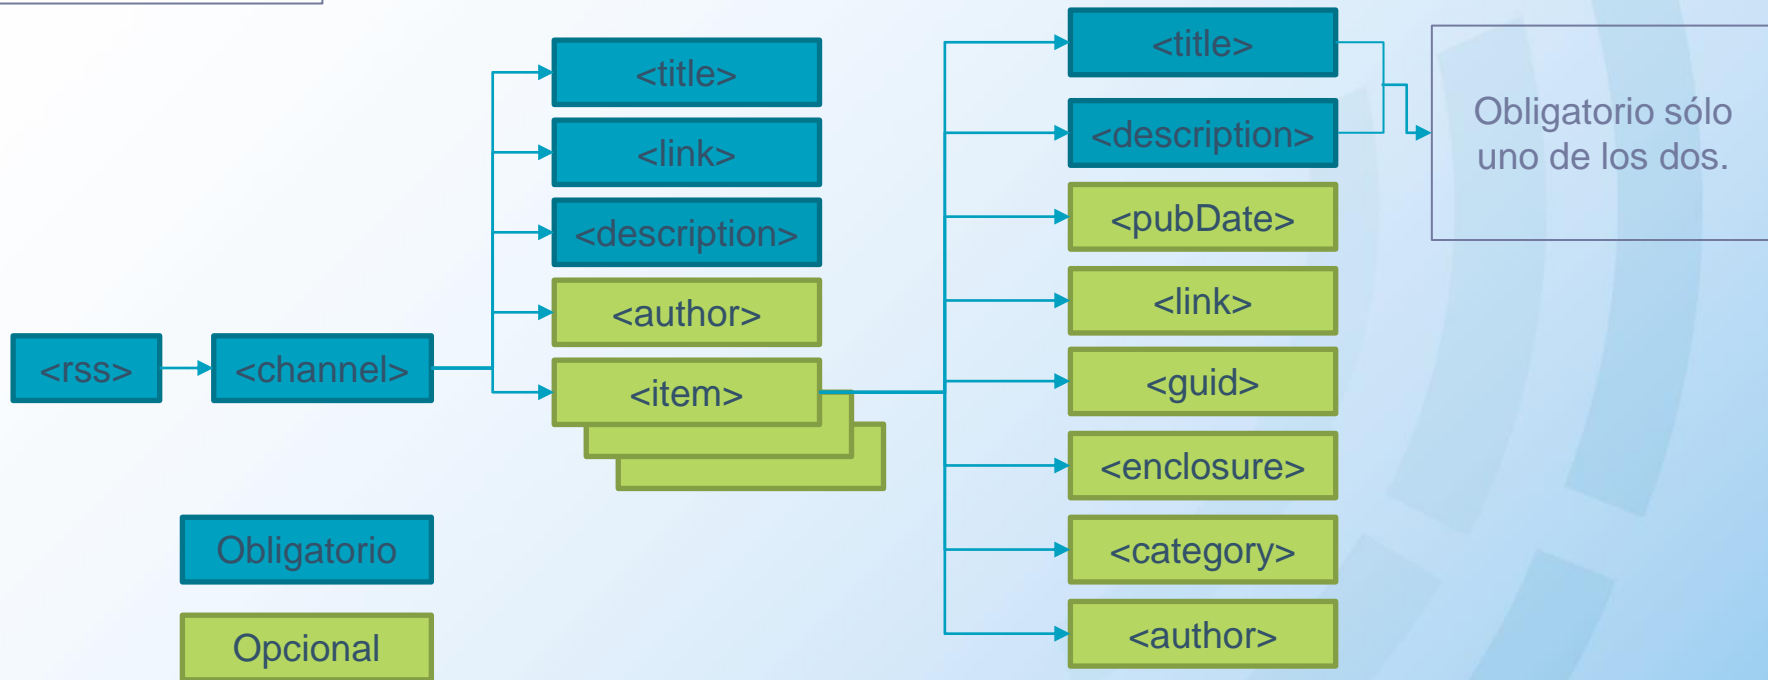 <rss>
<channel>
<title>
<link>
<description>
<author>
<item>
<title>
<description>
<pubDate>
<link>
<guid>
<enclosure>
<category>
<author>
Obligatorio sólo
uno de los dos.
Obligatorio
Opcional